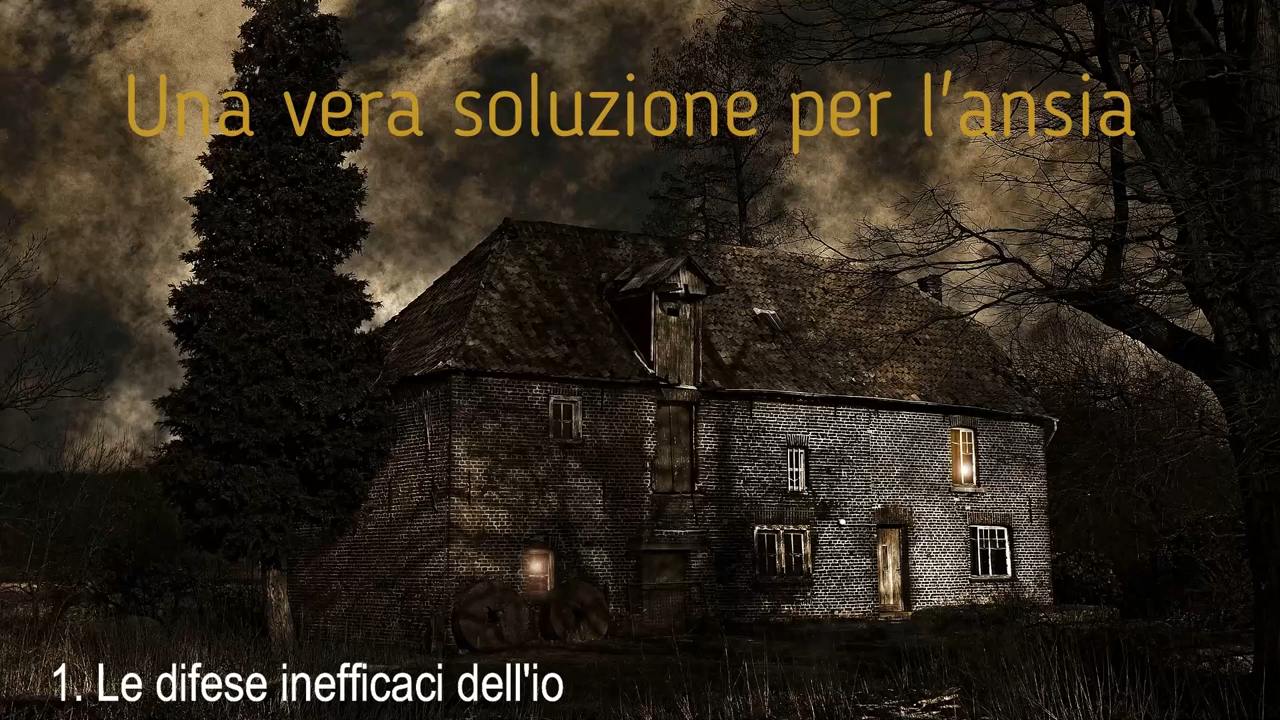 Una vera soluzione per l'ansia
1. Le difese inefficaci dell'io